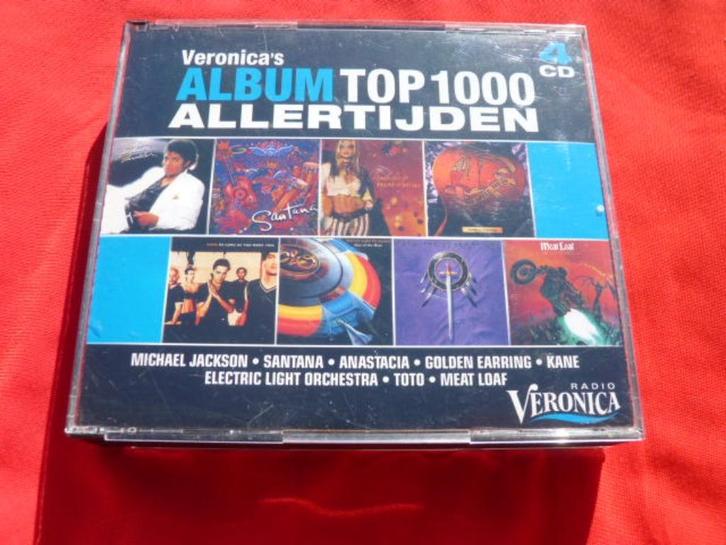 Veronica's
ALBUM TOP 1000
ALLERTIJDEN
4
CD
Santana
Meat Loaf
MICHAEL JACKSON • SANTANA • ANASTACIA • GOLDEN EARRING • KANE
ELECTRIC LIGHT ORCHESTRA • TOTO • MEAT LOAF
RADIO
VERONICA